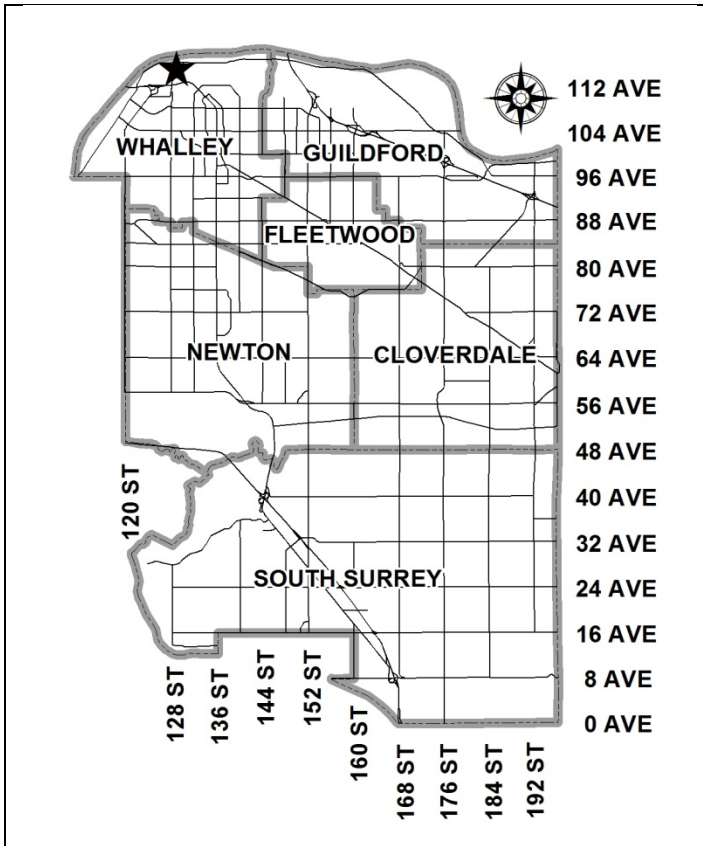 112 AVE
104 AVE
WHALLEY
GUILDFORD
96 AVE
88 AVE
FLEETWOOD
80 AVE
72 AVE
NEWTON
CLOVERDALE
64 AVE
56 AVE
48 AVE
120 ST
40 AVE
32 AVE
SOUTH SURREY
24 AVE
16 AVE
8 AVE
0 AVE
128 ST
136 ST
144 ST
152 ST
160 ST
168 ST
176 ST
184 ST
192 ST